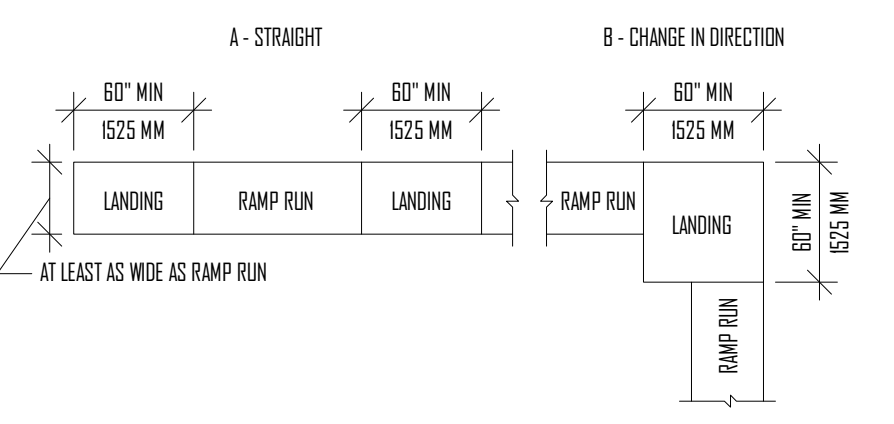 A - STRAIGHT
B - CHANGE IN DIRECTION
60" MIN
1525 MM
60" MIN
1525 MM
60" MIN
1525 MM
LANDING
RAMP RUN
LANDING
RAMP RUN
LANDING
60" MIN
1525 MM
AT LEAST AS WIDE AS RAMP RUN
RAMP RUN